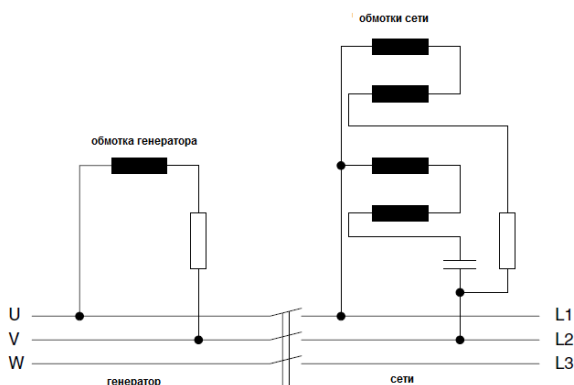 обмотки сети
обмотка генератора
U
L1
V
L2
W
L3
генератор
сети